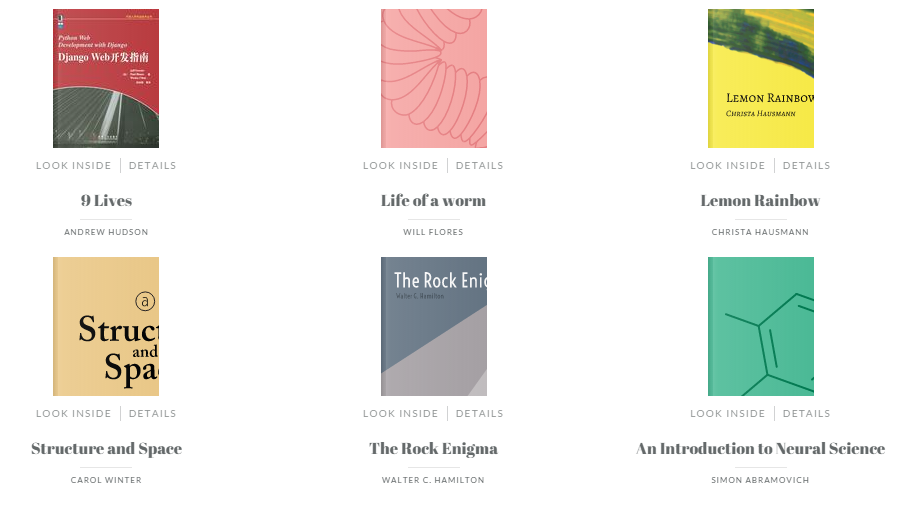 Python Web
Development with Django
Django Web开发指南
LEMON RAINBOW
CHRISTA HAUSMANN
LOOK INSIDE DETAILS
LOOK INSIDE DETAILS
LOOK INSIDE DETAILS
9 Lives
Life of a worm
Lemon Rainbow
ANDREW HUDSON
WILL FLORES
CHRISTA HAUSMANN
a
Struct
and
Spa
The Rock Enig
Walter C. Hamilton
LOOK INSIDE DETAILS
LOOK INSIDE DETAILS
LOOK INSIDE DETAILS
Structure and Space
The Rock Enigma
An Introduction to Neural Science
CAROL WINTER
WALTER C. HAMILTON
SIMON ABRAMOVICH